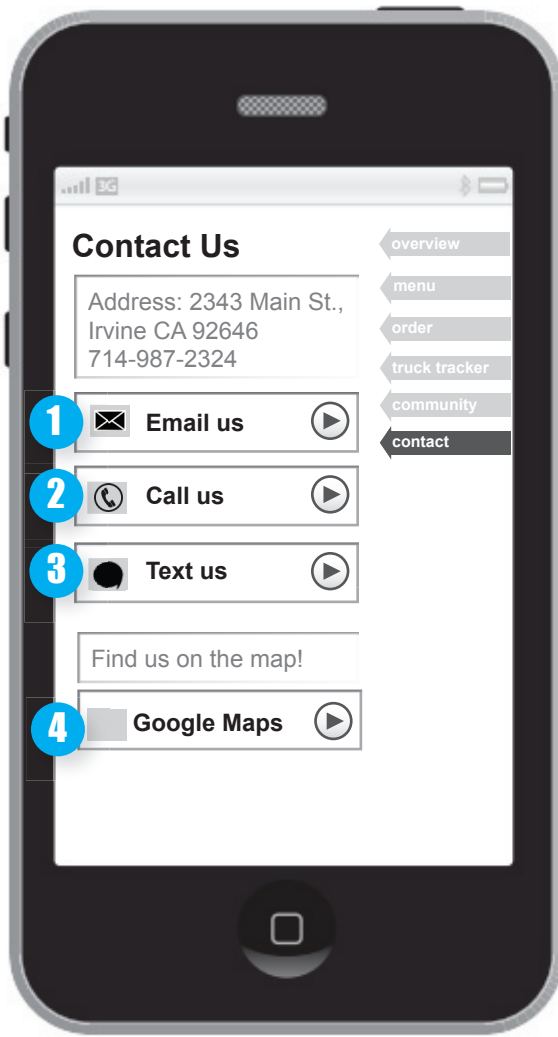 3G
Contact Us
Address: 2343 Main St.,
Irvine CA 92646
714-987-2324
1
Email us
2
Call us
3
Text us
Find us on the map!
4
Google Maps
overview
menu
order
truck tracker
community
contact